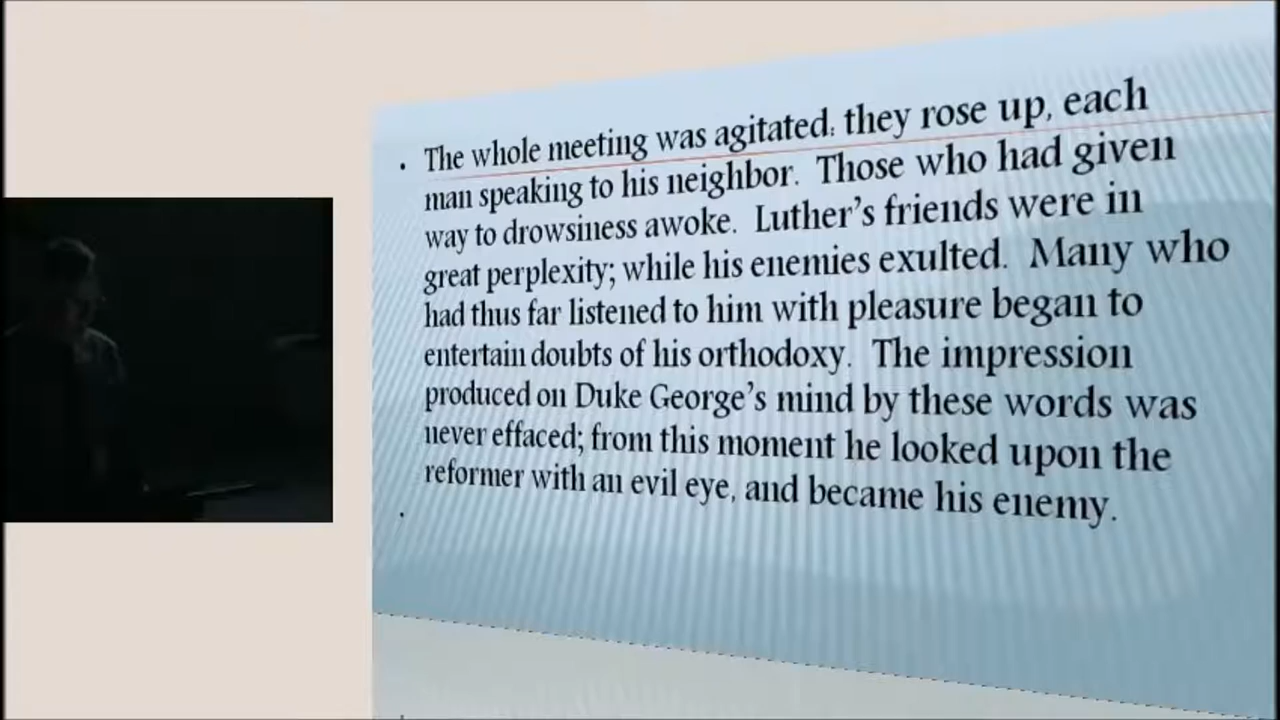 • The whole meeting was agitated; they rose up, each
man speaking to his neighbor. Those who had given
way to drowsiness awoke. Luther's friends were in
great perplexity; while his enemies exulted. Many who
had thus far listened to him with pleasure began to
entertain doubts of his orthodoxy. The impression
produced on Duke George's mind by these words was
never effaced; from this moment he looked upon the
reformer with an evil eye, and became his enemy.
•